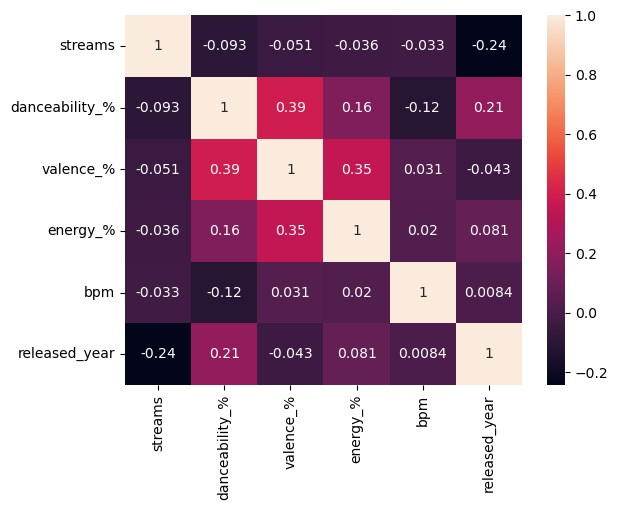 streams 1 -0.093 -0.051 -0.036 -0.033 -0.24
danceability_% -0.093 1 0.39 0.16 -0.12 0.21
valence_% -0.051 0.39 1 0.35 0.031 -0.043
energy_% -0.036 0.16 0.35 1 0.02 0.081
bpm -0.033 -0.12 0.031 0.02 1 0.0084
released_year -0.24 0.21 -0.043 0.081 0.0084 1
streams danceability_% valence_% energy_% bpm released_year
1.0
0.8
0.6
0.4
0.2
0.0
−0.2